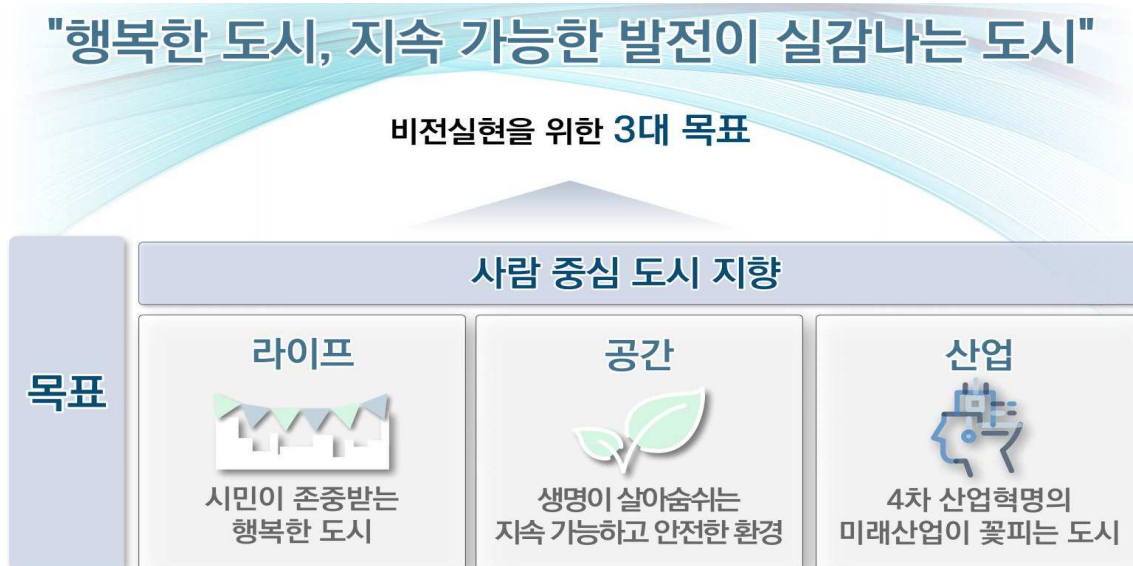 "행복한 도시, 지속 가능한 발전이 실감나는 도시"
비전실현을 위한 3대 목표
목표
사람 중심 도시 지향
라이프
시민이 존중받는
행복한 도시
공간
생명이 살아숨쉬는
지속 가능하고 안전한 환경
산업
4차 산업혁명의
미래산업이 꽃피는 도시